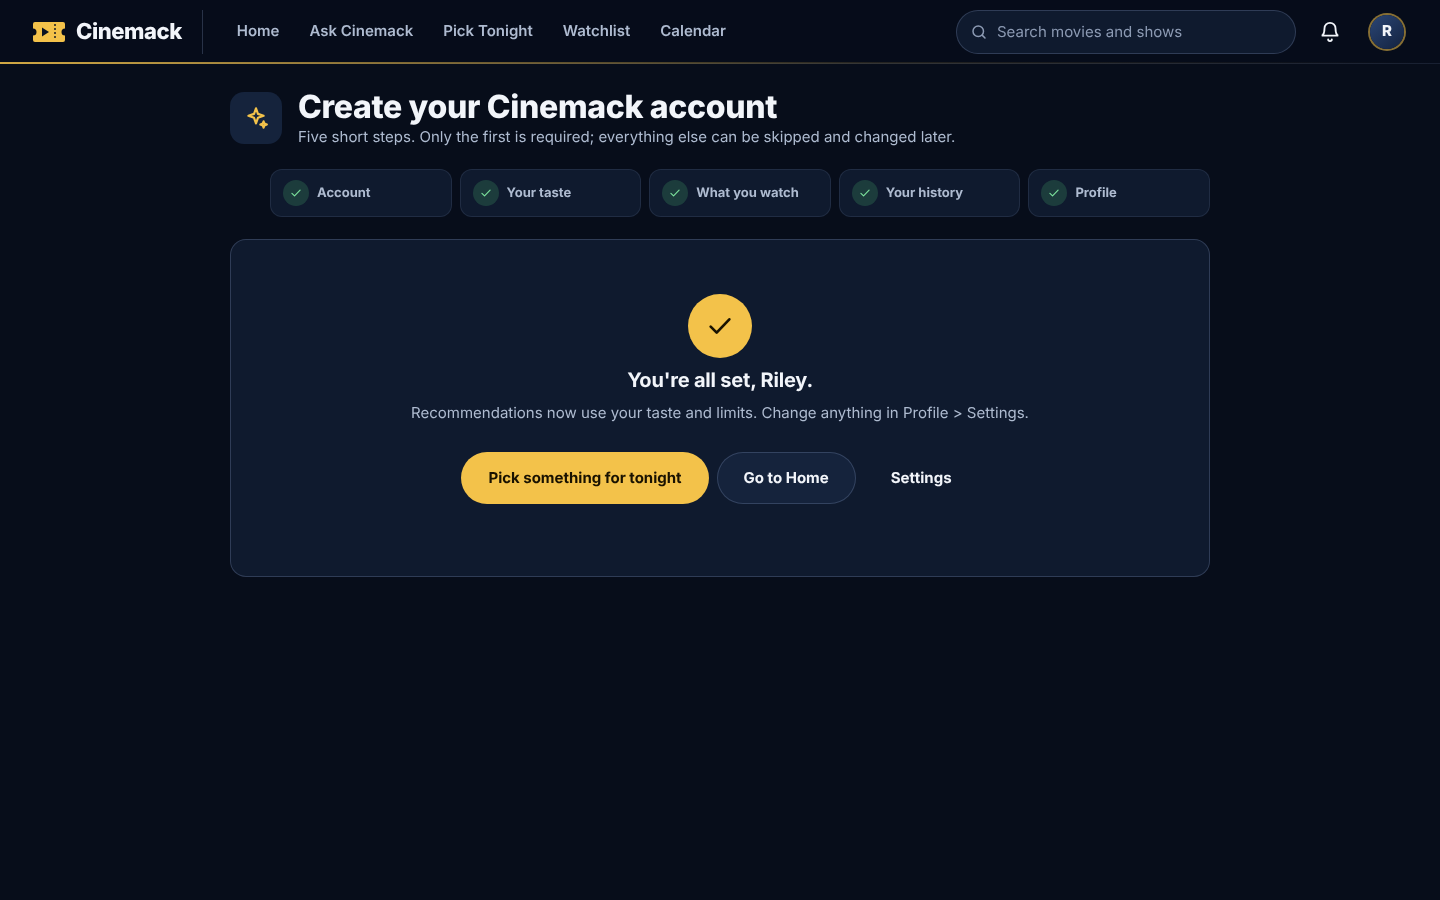 Cinemack
Home
Ask Cinemack
Pick Tonight
Watchlist
Calendar
Search movies and shows
R
Create your Cinemack account
Five short steps. Only the first is required; everything else can be skipped and changed later.
Account
Your taste
What you watch
Your history
Profile
You're all set, Riley.
Recommendations now use your taste and limits. Change anything in Profile > Settings.
Pick something for tonight
Go to Home
Settings